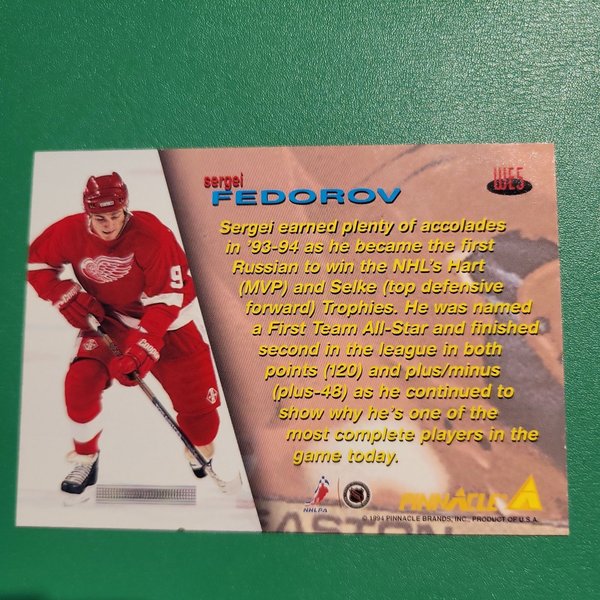 WE5
sergei
FEDOROV
Sergei earned plenty of accolades
in '93-94 as he became the first
Russian to win the NHL's Hart
(MVP) and Selke (top defensive
forward) Trophies. He was named
a First Team All-Star and finished
second in the league in both
points (120) and plus/minus
(plus-48) as he continued to
show why he's one of the
most complete players in the
game today.
9
NHLPA
PINNACLE
EASTON
© 1994 PINNACLE BRANDS, INC., PRODUCT OF U.S.A.